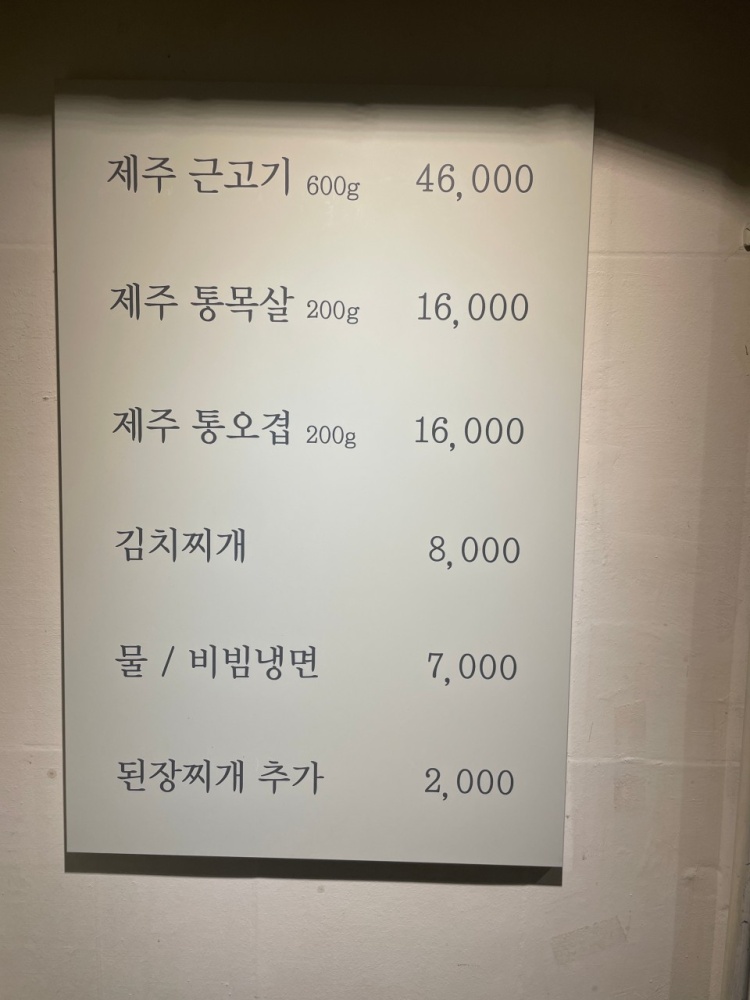 제주 근고기 600g 46,000
제주 통목살 200g 16,000
제주 통오겹 200g 16,000
김치찌개 8,000
물 / 비빔냉면 7,000
된장찌개 추가 2,000